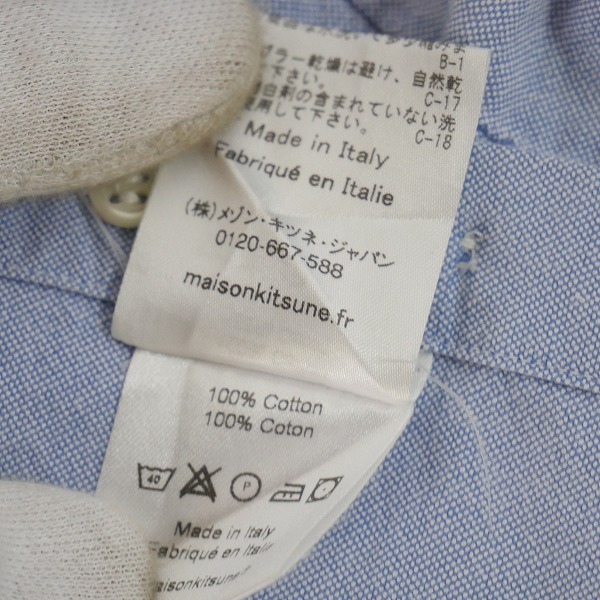 B-1
ブラー乾燥は避け、自然乾
下さい。
C-17
白剤の含まれていない洗
使用して下さい。
C-18
Made in Italy
Fabriqué en Italie
(株)メゾン・キツネ・ジャパン
0120-667-588
maisonkitsune.fr
100% Cotton
100% Coton
40
P
Made in Italy
Fabriqué en Italie
maisonkitsune.fr